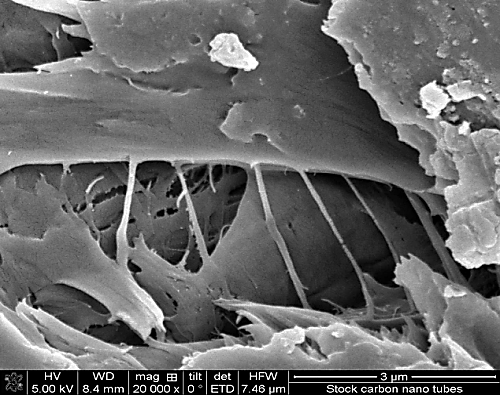 HV WD mag ⊞ tilt det HFW 3 µm
5.00 kV 8.4 mm 20 000 x 0 ° ETD 7.46 µm Stock carbon nano tubes